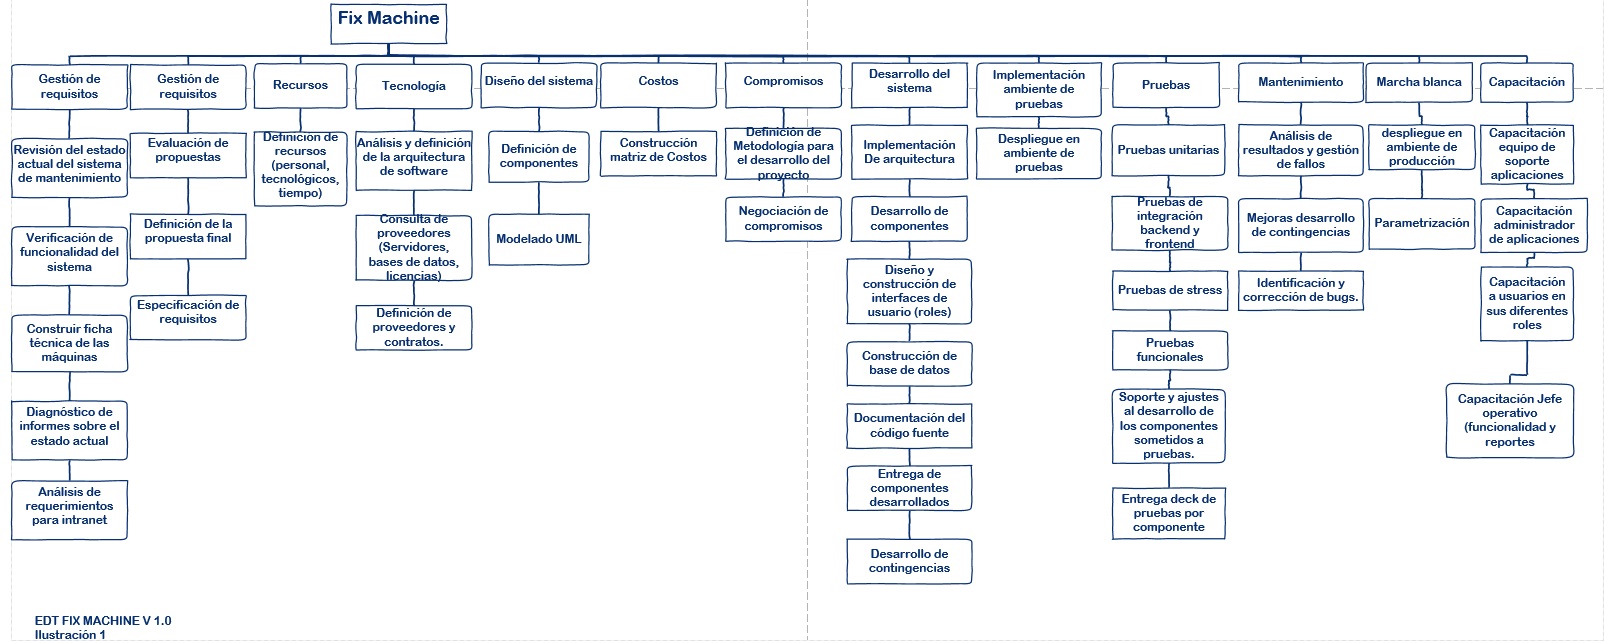 Fix Machine
Gestión de
requisitos
Revisión del estado
actual del sistema
de mantenimiento
Verificación de
funcionalidad del
sistema
Construir ficha
técnica de las
máquinas
Diagnóstico de
informes sobre el
estado actual
Análisis de
requerimientos
para intranet
Gestión de
requisitos
Evaluación de
propuestas
Definición de la
propuesta final
Especificación de
requisitos
Recursos
Definición de
recursos
(personal,
tecnológicos,
tiempo)
Tecnología
Análisis y definición
de la arquitectura
de software
Consulta de
proveedores
(Servidores,
bases de datos,
licencias)
Definición de
proveedores y
contratos.
Diseño del sistema
Definición de
componentes
Modelado UML
Costos
Construcción
matriz de Costos
Compromisos
Definición de
Metodología para
el desarrollo del
proyecto
Negociación de
compromisos
Desarrollo del
sistema
Implementación
De arquitectura
Desarrollo de
componentes
Diseño y
construcción de
interfaces de
usuario (roles)
Construcción de
base de datos
Documentación del
código fuente
Entrega de
componentes
desarrollados
Desarrollo de
contingencias
Implementación
ambiente de
pruebas
Despliegue en
ambiente de
pruebas
Pruebas
Pruebas unitarias
Pruebas de
integración
backend y
frontend
Pruebas de stress
Pruebas
funcionales
Soporte y ajustes
al desarrollo de
los componentes
sometidos a
pruebas.
Entrega deck de
pruebas por
componente
Mantenimiento
Análisis de
resultados y gestión
de fallos
Mejoras desarrollo
de contingencias
Identificación y
corrección de bugs.
Marcha blanca
despliegue en
ambiente de
producción
Parametrización
Capacitación
Capacitación
equipo de
soporte
aplicaciones
Capacitación
administrador
de aplicaciones
Capacitación
a usuarios en
sus diferentes
roles
Capacitación Jefe
operativo
(funcionalidad y
reportes
EDT FIX MACHINE V 1.0
Ilustración 1